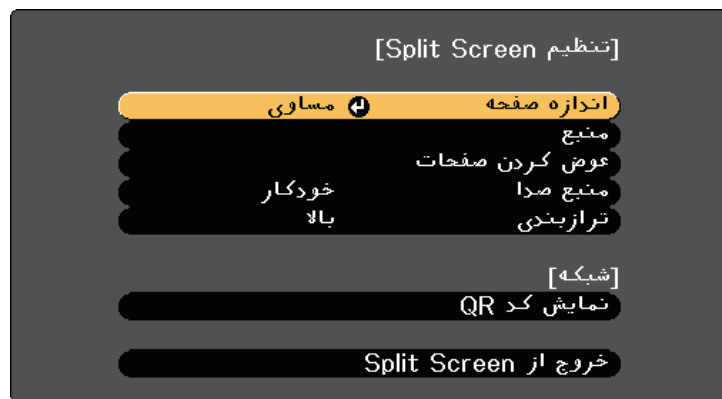 [تنظیم Split Screen]
اندازه صفحه مساوی
منبع
عوض کردن صفحات
منبع صدا خودکار
ترازبندی بالا
[شبکه]
نمایش کد QR
خروج از Split Screen